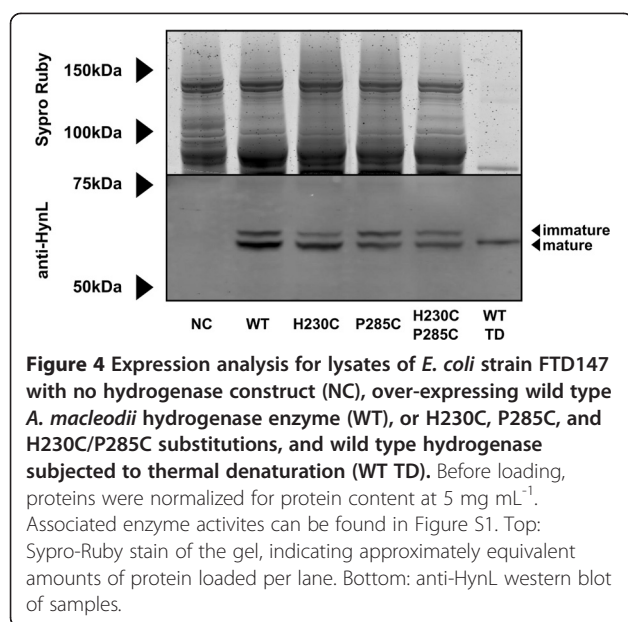 150kDa
Sypro Ruby
100kDa
75kDa
anti-HynL
immature
mature
50kDa
NC WT H230C P285C H230C P285C WT TD
Figure 4 Expression analysis for lysates of E. coli strain FTD147
with no hydrogenase construct (NC), over-expressing wild type
A. macleodii hydrogenase enzyme (WT), or H230C, P285C, and
H230C/P285C substitutions, and wild type hydrogenase
subjected to thermal denaturation (WT TD). Before loading,
proteins were normalized for protein content at 5 mg mL⁻¹.
Associated enzyme activites can be found in Figure S1. Top:
Sypro-Ruby stain of the gel, indicating approximately equivalent
amounts of protein loaded per lane. Bottom: anti-HynL western blot
of samples.